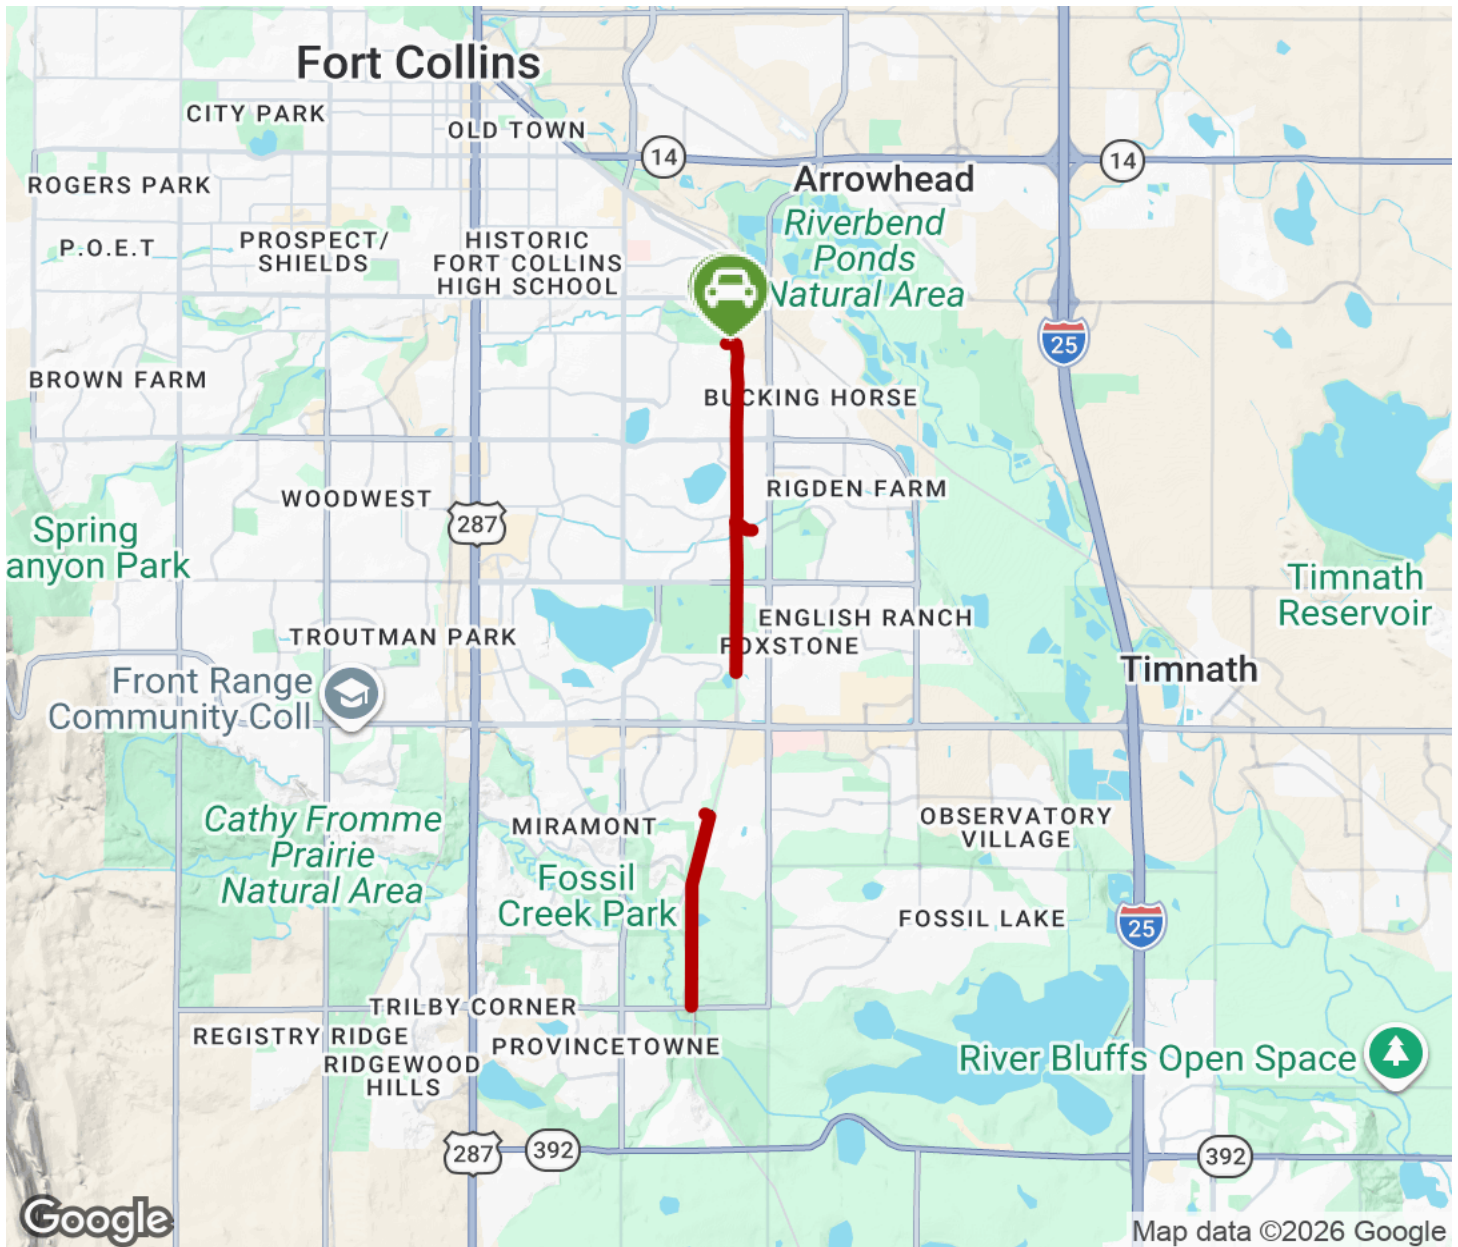 Fort Collins
CITY PARK
OLD TOWN
14
14
ROGERS PARK
Arrowhead
P.O.E.T
PROSPECT/
SHIELDS
HISTORIC
FORT COLLINS
HIGH SCHOOL
Riverbend
Ponds
Natural Area
25
BROWN FARM
BUCKING HORSE
WOODWEST
RIGDEN FARM
287
Spring
anyon Park
Timnath
Reservoir
TROUTMAN PARK
ENGLISH RANCH
FOXSTONE
Timnath
Front Range
Community Coll
Cathy Fromme
Prairie
Natural Area
MIRAMONT
OBSERVATORY
VILLAGE
Fossil
Creek Park
FOSSIL LAKE
25
TRILBY CORNER
REGISTRY RIDGE
PROVINCETOWNE
RIDGEWOOD
HILLS
River Bluffs Open Space
287
392
392
Google
Map data ©2026 Google